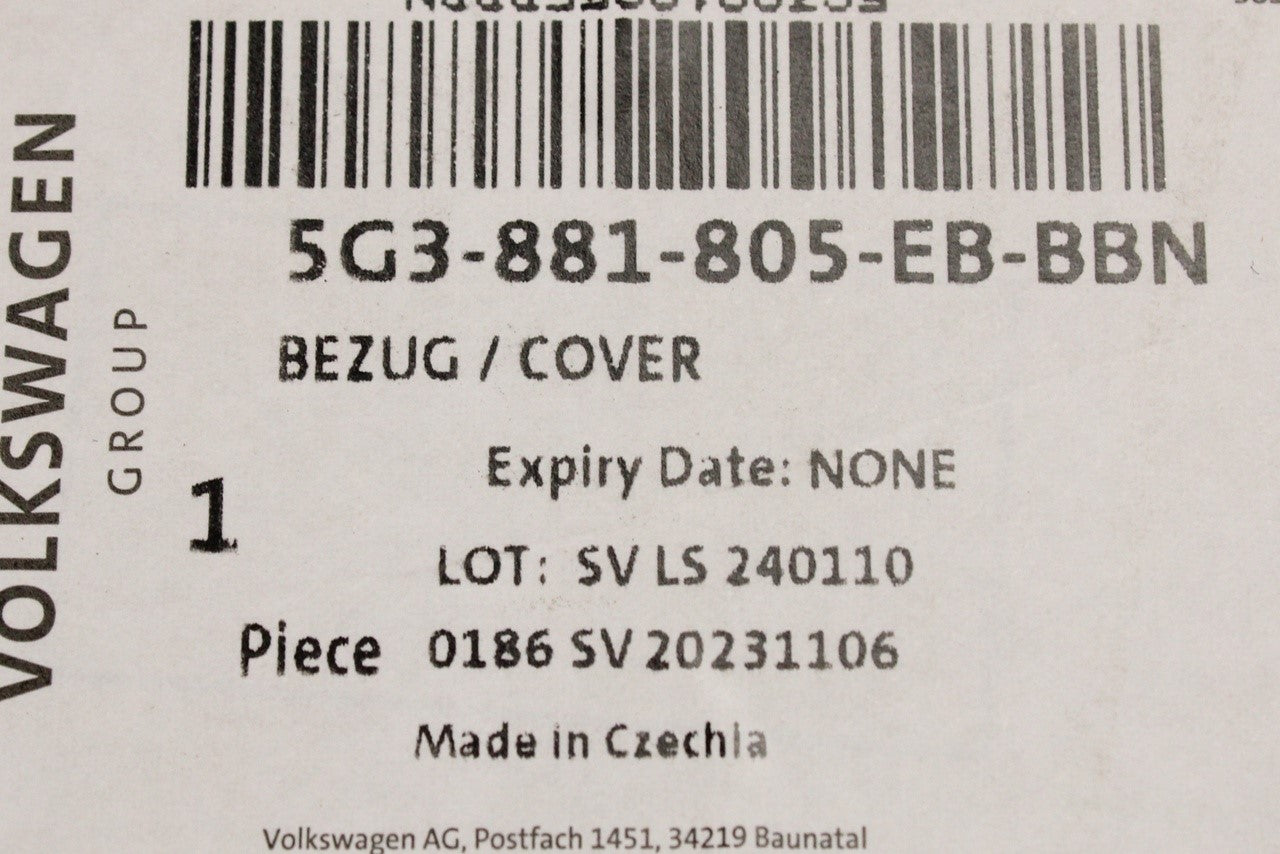 5G3-881-805-EB-BBN
BEZUG / COVER
Expiry Date: NONE
1
LOT: SV LS 240110
Piece 0186 SV 20231106
Made in Czechia
Volkswagen AG, Postfach 1451, 34219 Baunatal
VOLKSWAGEN
GROUP